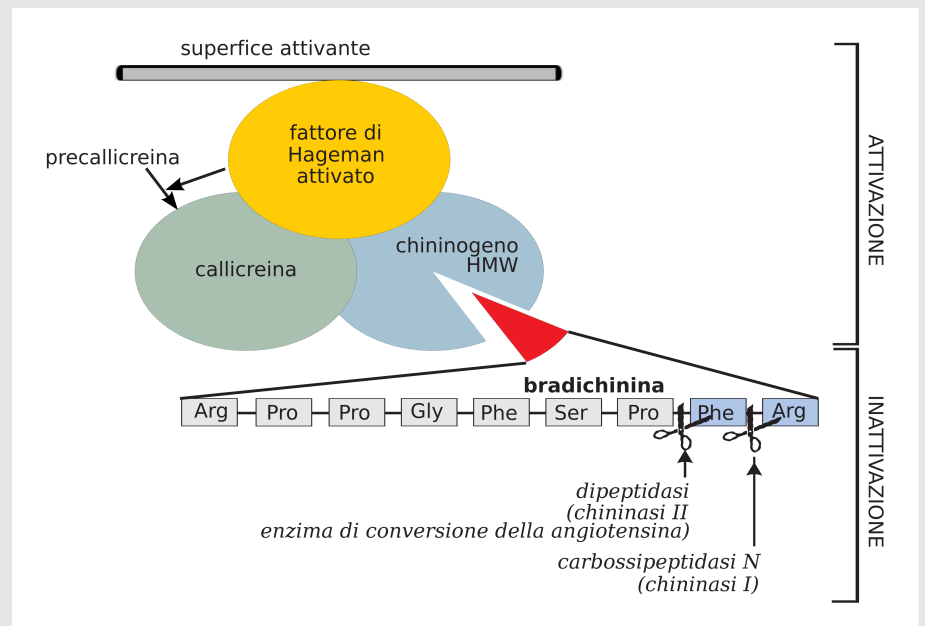 superfice attivante
fattore di
Hageman
attivato
precallicreina
callicreina
chininogeno
HMW
ATTIVAZIONE
bradichinina
Arg Pro Pro Gly Phe Ser Pro Phe Arg
dipeptidasi
(chininasi II
enzima di conversione della angiotensina)
carbossipeptidasi N
(chininasi I)
INATTIVAZIONE